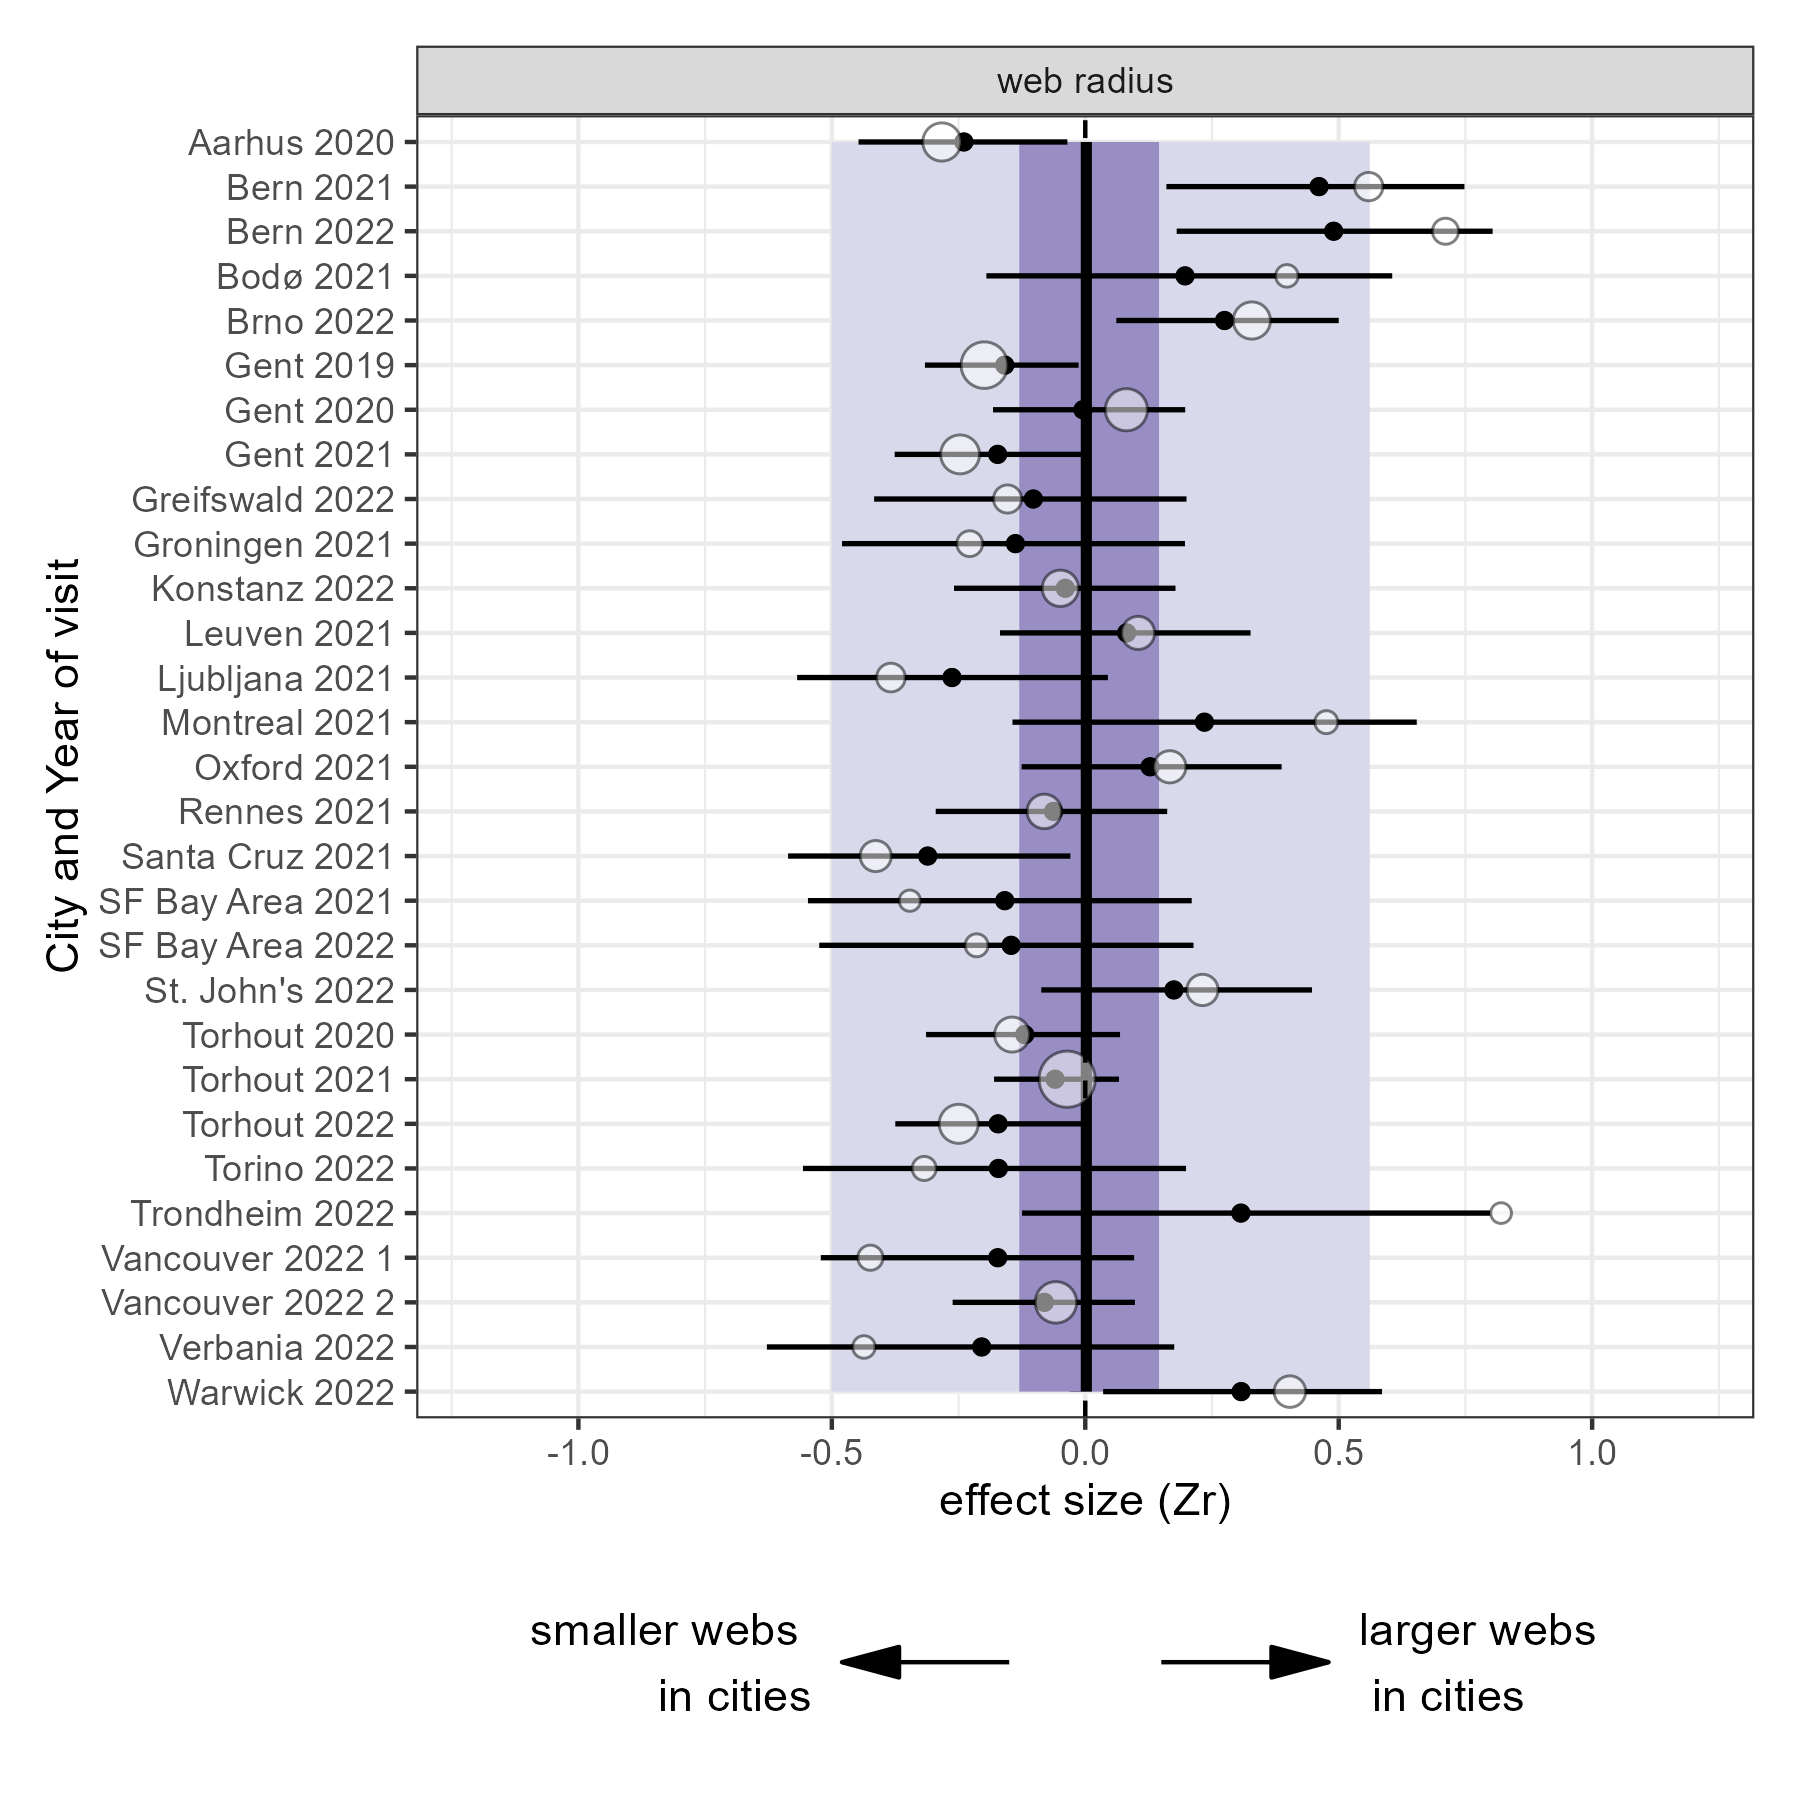 web radius
Aarhus 2020
Bern 2021
Bern 2022
Bodø 2021
Brno 2022
Gent 2019
Gent 2020
Gent 2021
Greifswald 2022
Groningen 2021
Konstanz 2022
Leuven 2021
Ljubljana 2021
Montreal 2021
Oxford 2021
Rennes 2021
Santa Cruz 2021
SF Bay Area 2021
SF Bay Area 2022
St. John's 2022
Torhout 2020
Torhout 2021
Torhout 2022
Torino 2022
Trondheim 2022
Vancouver 2022 1
Vancouver 2022 2
Verbania 2022
Warwick 2022
City and Year of visit
-1.0 -0.5 0.0 0.5 1.0
effect size (Zr)
smaller webs
in cities
larger webs
in cities